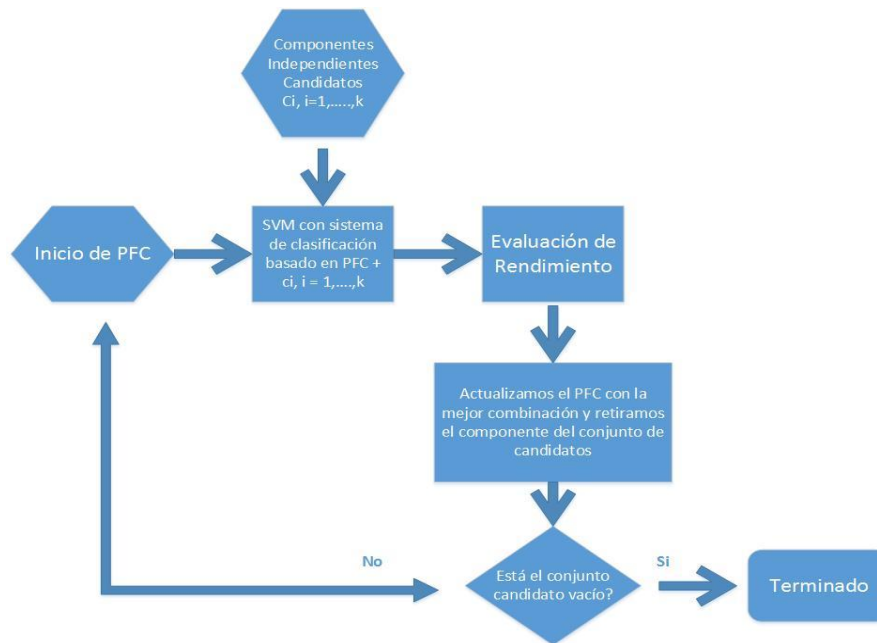 Componentes
Independientes
Candidatos
Ci, i=1,.....,k
Inicio de PFC
SVM con sistema
de clasificación
basado en PFC +
ci, i = 1,....,k
Evaluación de
Rendimiento
Actualizamos el PFC con la
mejor combinación y retiramos
el componente del conjunto de
candidatos
No
Está el conjunto
candidato vacío?
Si
Terminado